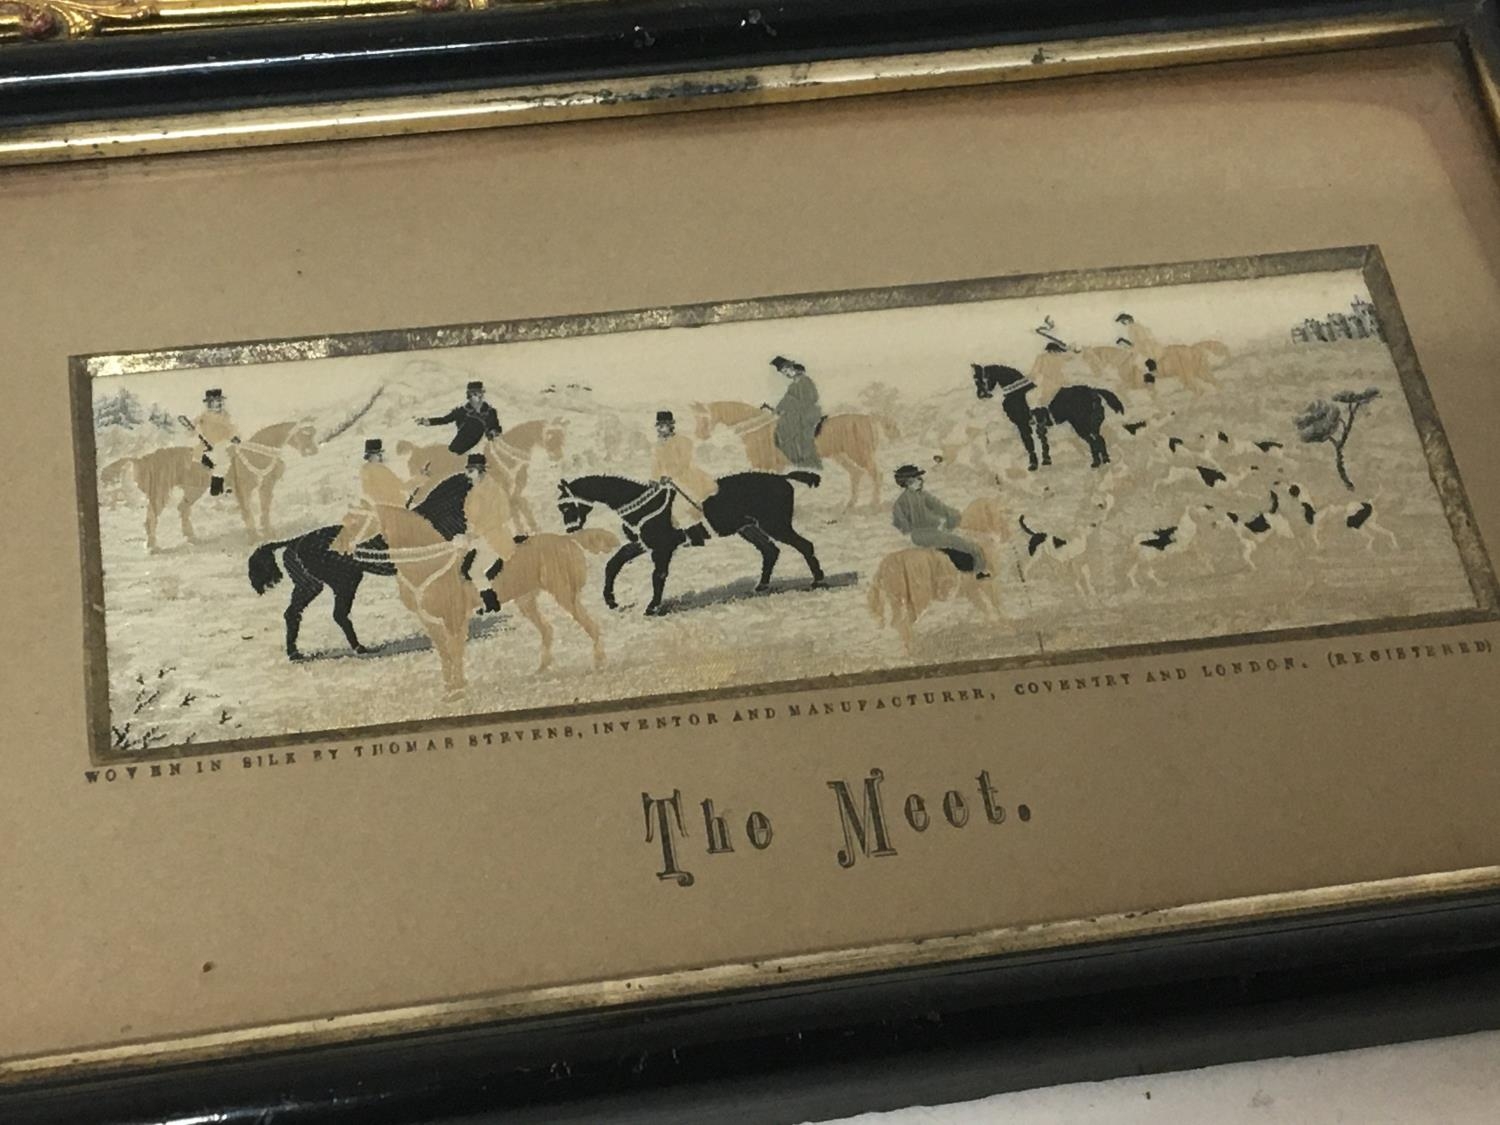 WOVEN IN SILK BY THOMAS STEVENS, INVENTOR AND MANUFACTURER, COVENTRY AND LONDON. (REGISTERED)
The Meet.